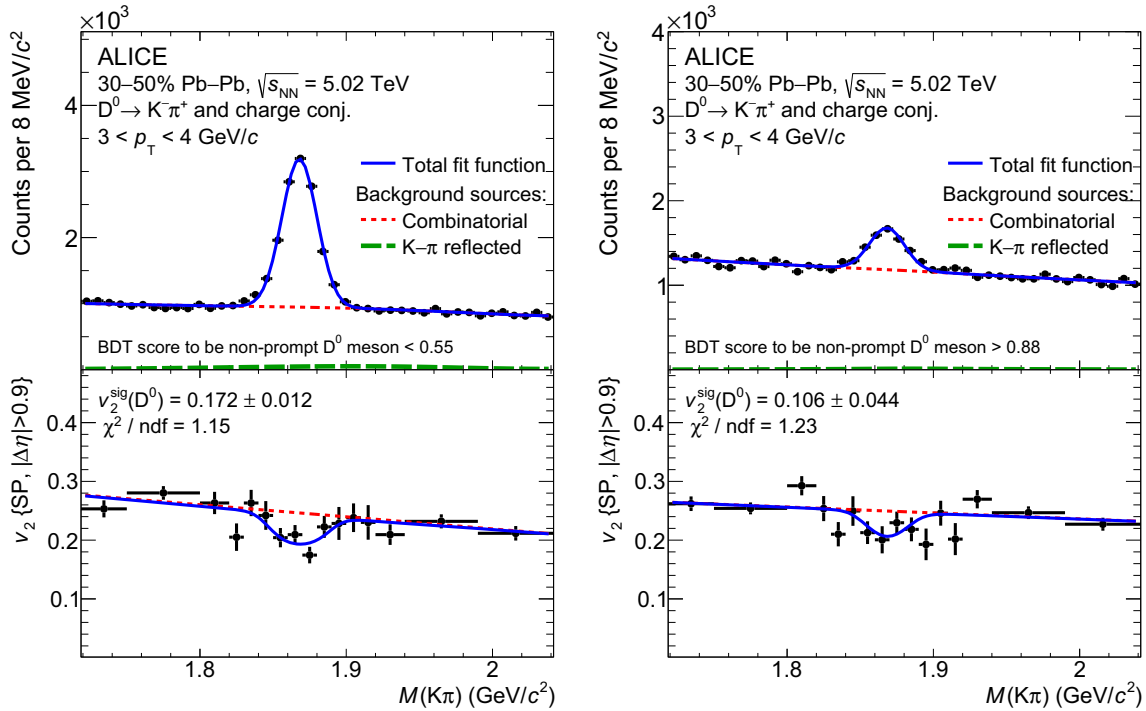 ×10³
Counts per 8 MeV/c²
ALICE
30–50% Pb–Pb, √s_NN = 5.02 TeV
D⁰→ K⁻π⁺ and charge conj.
3 < p_T < 4 GeV/c
Total fit function
Background sources:
Combinatorial
K–π reflected
BDT score to be non-prompt D⁰ meson < 0.55
2
4
v₂ {SP, |Δη|>0.9}
v₂^sig(D⁰) = 0.172 ± 0.012
χ² / ndf = 1.15
0.4
0.3
0.2
0.1
1.8
1.9
2
M(Kπ) (GeV/c²)
×10³
Counts per 8 MeV/c²
4
3
2
1
ALICE
30–50% Pb–Pb, √s_NN = 5.02 TeV
D⁰→ K⁻π⁺ and charge conj.
3 < p_T < 4 GeV/c
Total fit function
Background sources:
Combinatorial
K–π reflected
BDT score to be non-prompt D⁰ meson > 0.88
v₂ {SP, |Δη|>0.9}
v₂^sig(D⁰) = 0.106 ± 0.044
χ² / ndf = 1.23
0.4
0.3
0.2
0.1
1.8
1.9
2
M(Kπ) (GeV/c²)